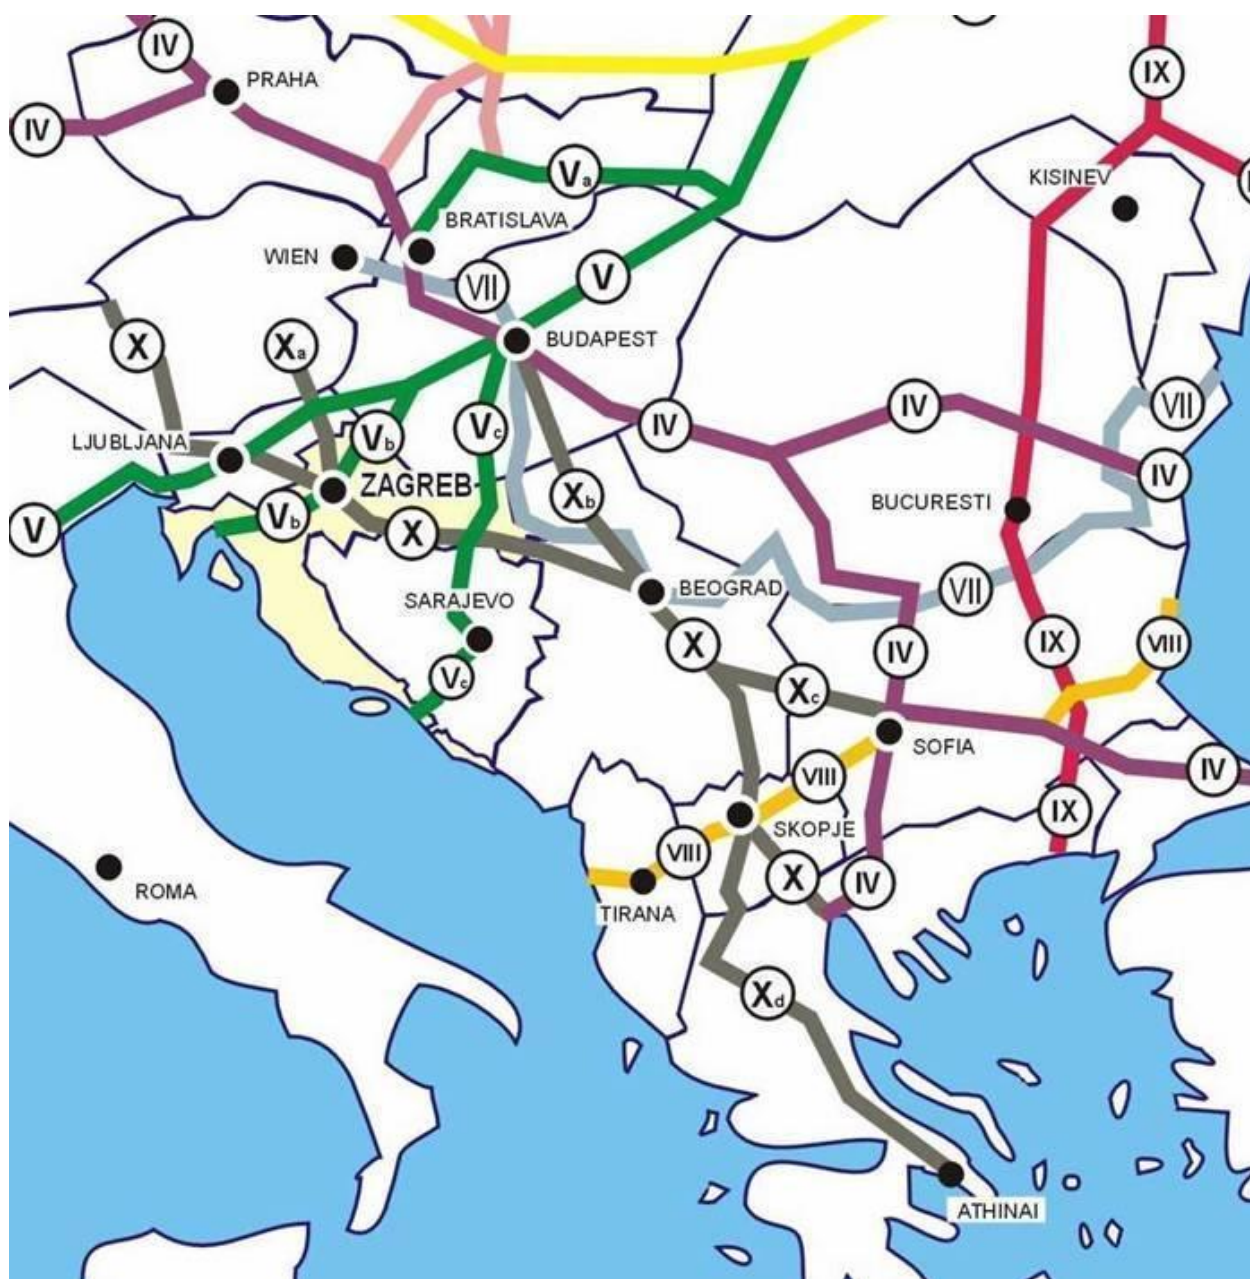 IV
PRAHA
IX
IV
Va
KISINEV
BRATISLAVA
WIEN
V
VII
X
Xa
BUDAPEST
IV
VII
IV
Vb
Vc
LJUBLJANA
IV
ZAGREB
Xb
BUCURESTI
V
Vb
X
BEOGRAD
VII
SARAJEVO
X
IX
VIII
IV
Vc
Xc
SOFIA
VIII
IV
IX
SKOPJE
VIII
X
IV
ROMA
TIRANA
Xd
ATHINAI